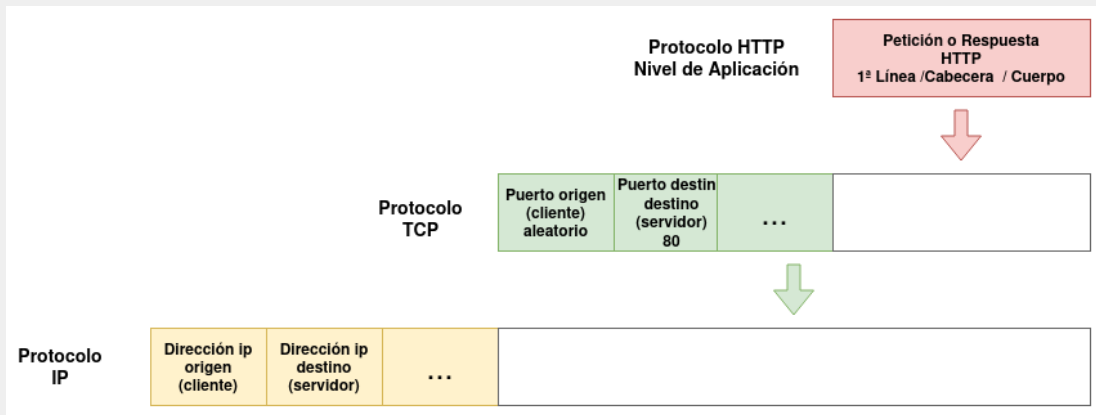 Protocolo HTTP
Nivel de Aplicación
Petición o Respuesta
HTTP
1ª Línea /Cabecera / Cuerpo
Protocolo
TCP
Puerto origen
(cliente)
aleatorio
Puerto destin
destino
(servidor)
80
...
Protocolo
IP
Dirección ip
origen
(cliente)
Dirección ip
destino
(servidor)
...